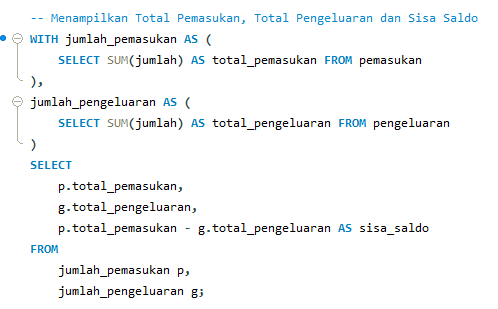 -- Menampilkan Total Pemasukan, Total Pengeluaran dan Sisa Saldo
WITH jumlah_pemasukan AS (
    SELECT SUM(jumlah) AS total_pemasukan FROM pemasukan
),
jumlah_pengeluaran AS (
    SELECT SUM(jumlah) AS total_pengeluaran FROM pengeluaran
)
SELECT
    p.total_pemasukan,
    g.total_pengeluaran,
    p.total_pemasukan - g.total_pengeluaran AS sisa_saldo
FROM
    jumlah_pemasukan p,
    jumlah_pengeluaran g;